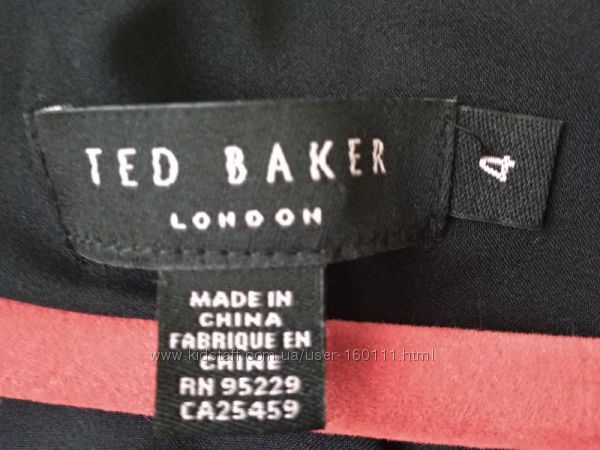 TED BAKER
LONDON
4
MADE IN
CHINA
FABRIQUE EN
CHINE
RN 95229
CA25459
www.kidstaff.com.ua/user-160111.html